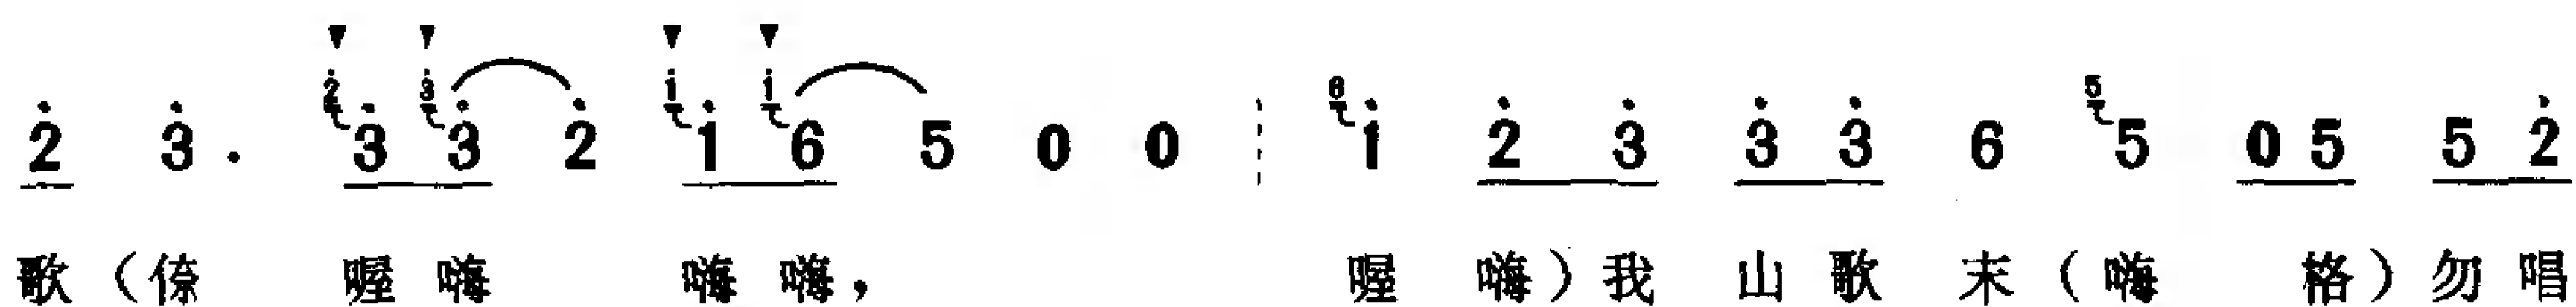 2 3. 3 3 2 1 6 5 0 0 1 2 3 3 3 6 5 0 5 5 2
歌（倷 喔 嗨 嗨 嗨， 喔 嗨）我 山 歌 末（嗨 格）勿 唱